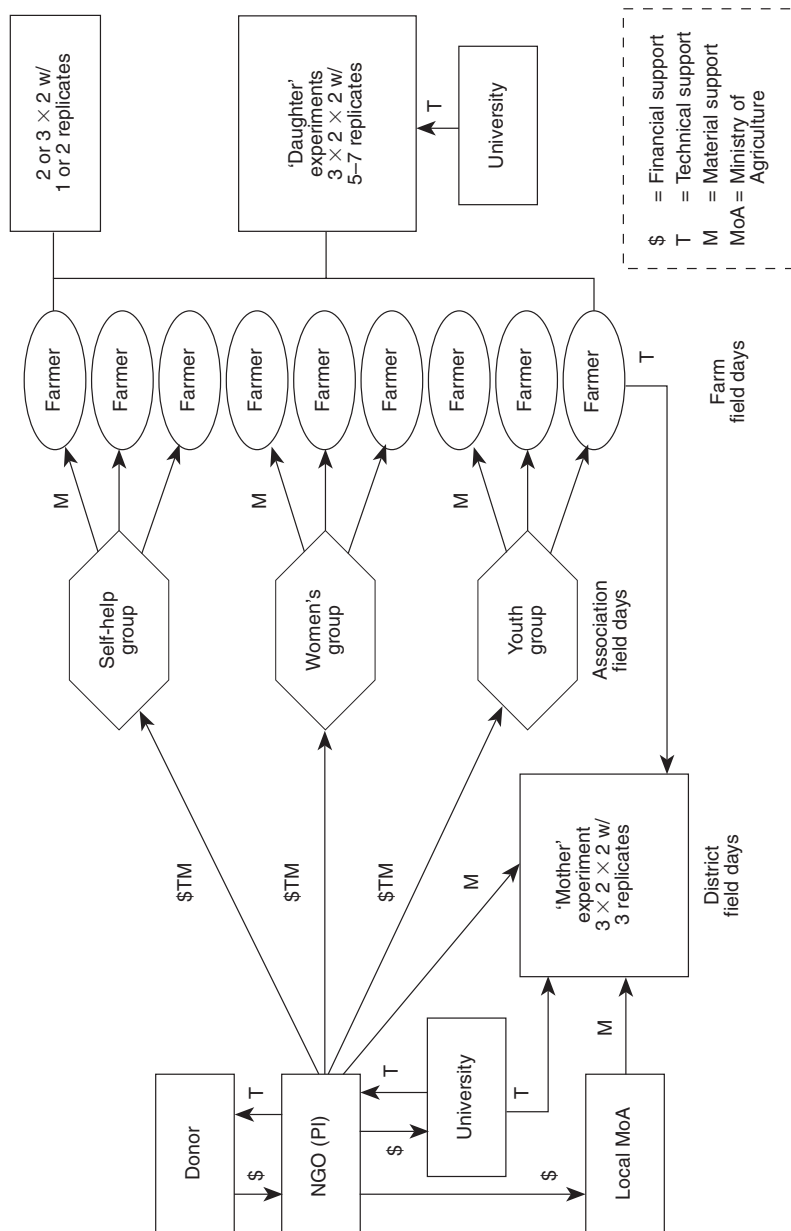 Donor
$
T
NGO (PI)
$
T
University
$
Local MoA
T
M
$TM
$TM
$TM
M
'Mother'
experiment
3 × 2 × 2 w/
3 replicates
District
field days
Self-help
group
Women's
group
Youth
group
Association
field days
M
M
M
Farmer
Farmer
Farmer
Farmer
Farmer
Farmer
Farmer
Farmer
Farmer
T
Farm
field days
2 or 3 × 2 w/
1 or 2 replicates
'Daughter'
experiments
3 × 2 × 2 w/
5–7 replicates
T
University
$ = Financial support
T = Technical support
M = Material support
MoA = Ministry of
Agriculture